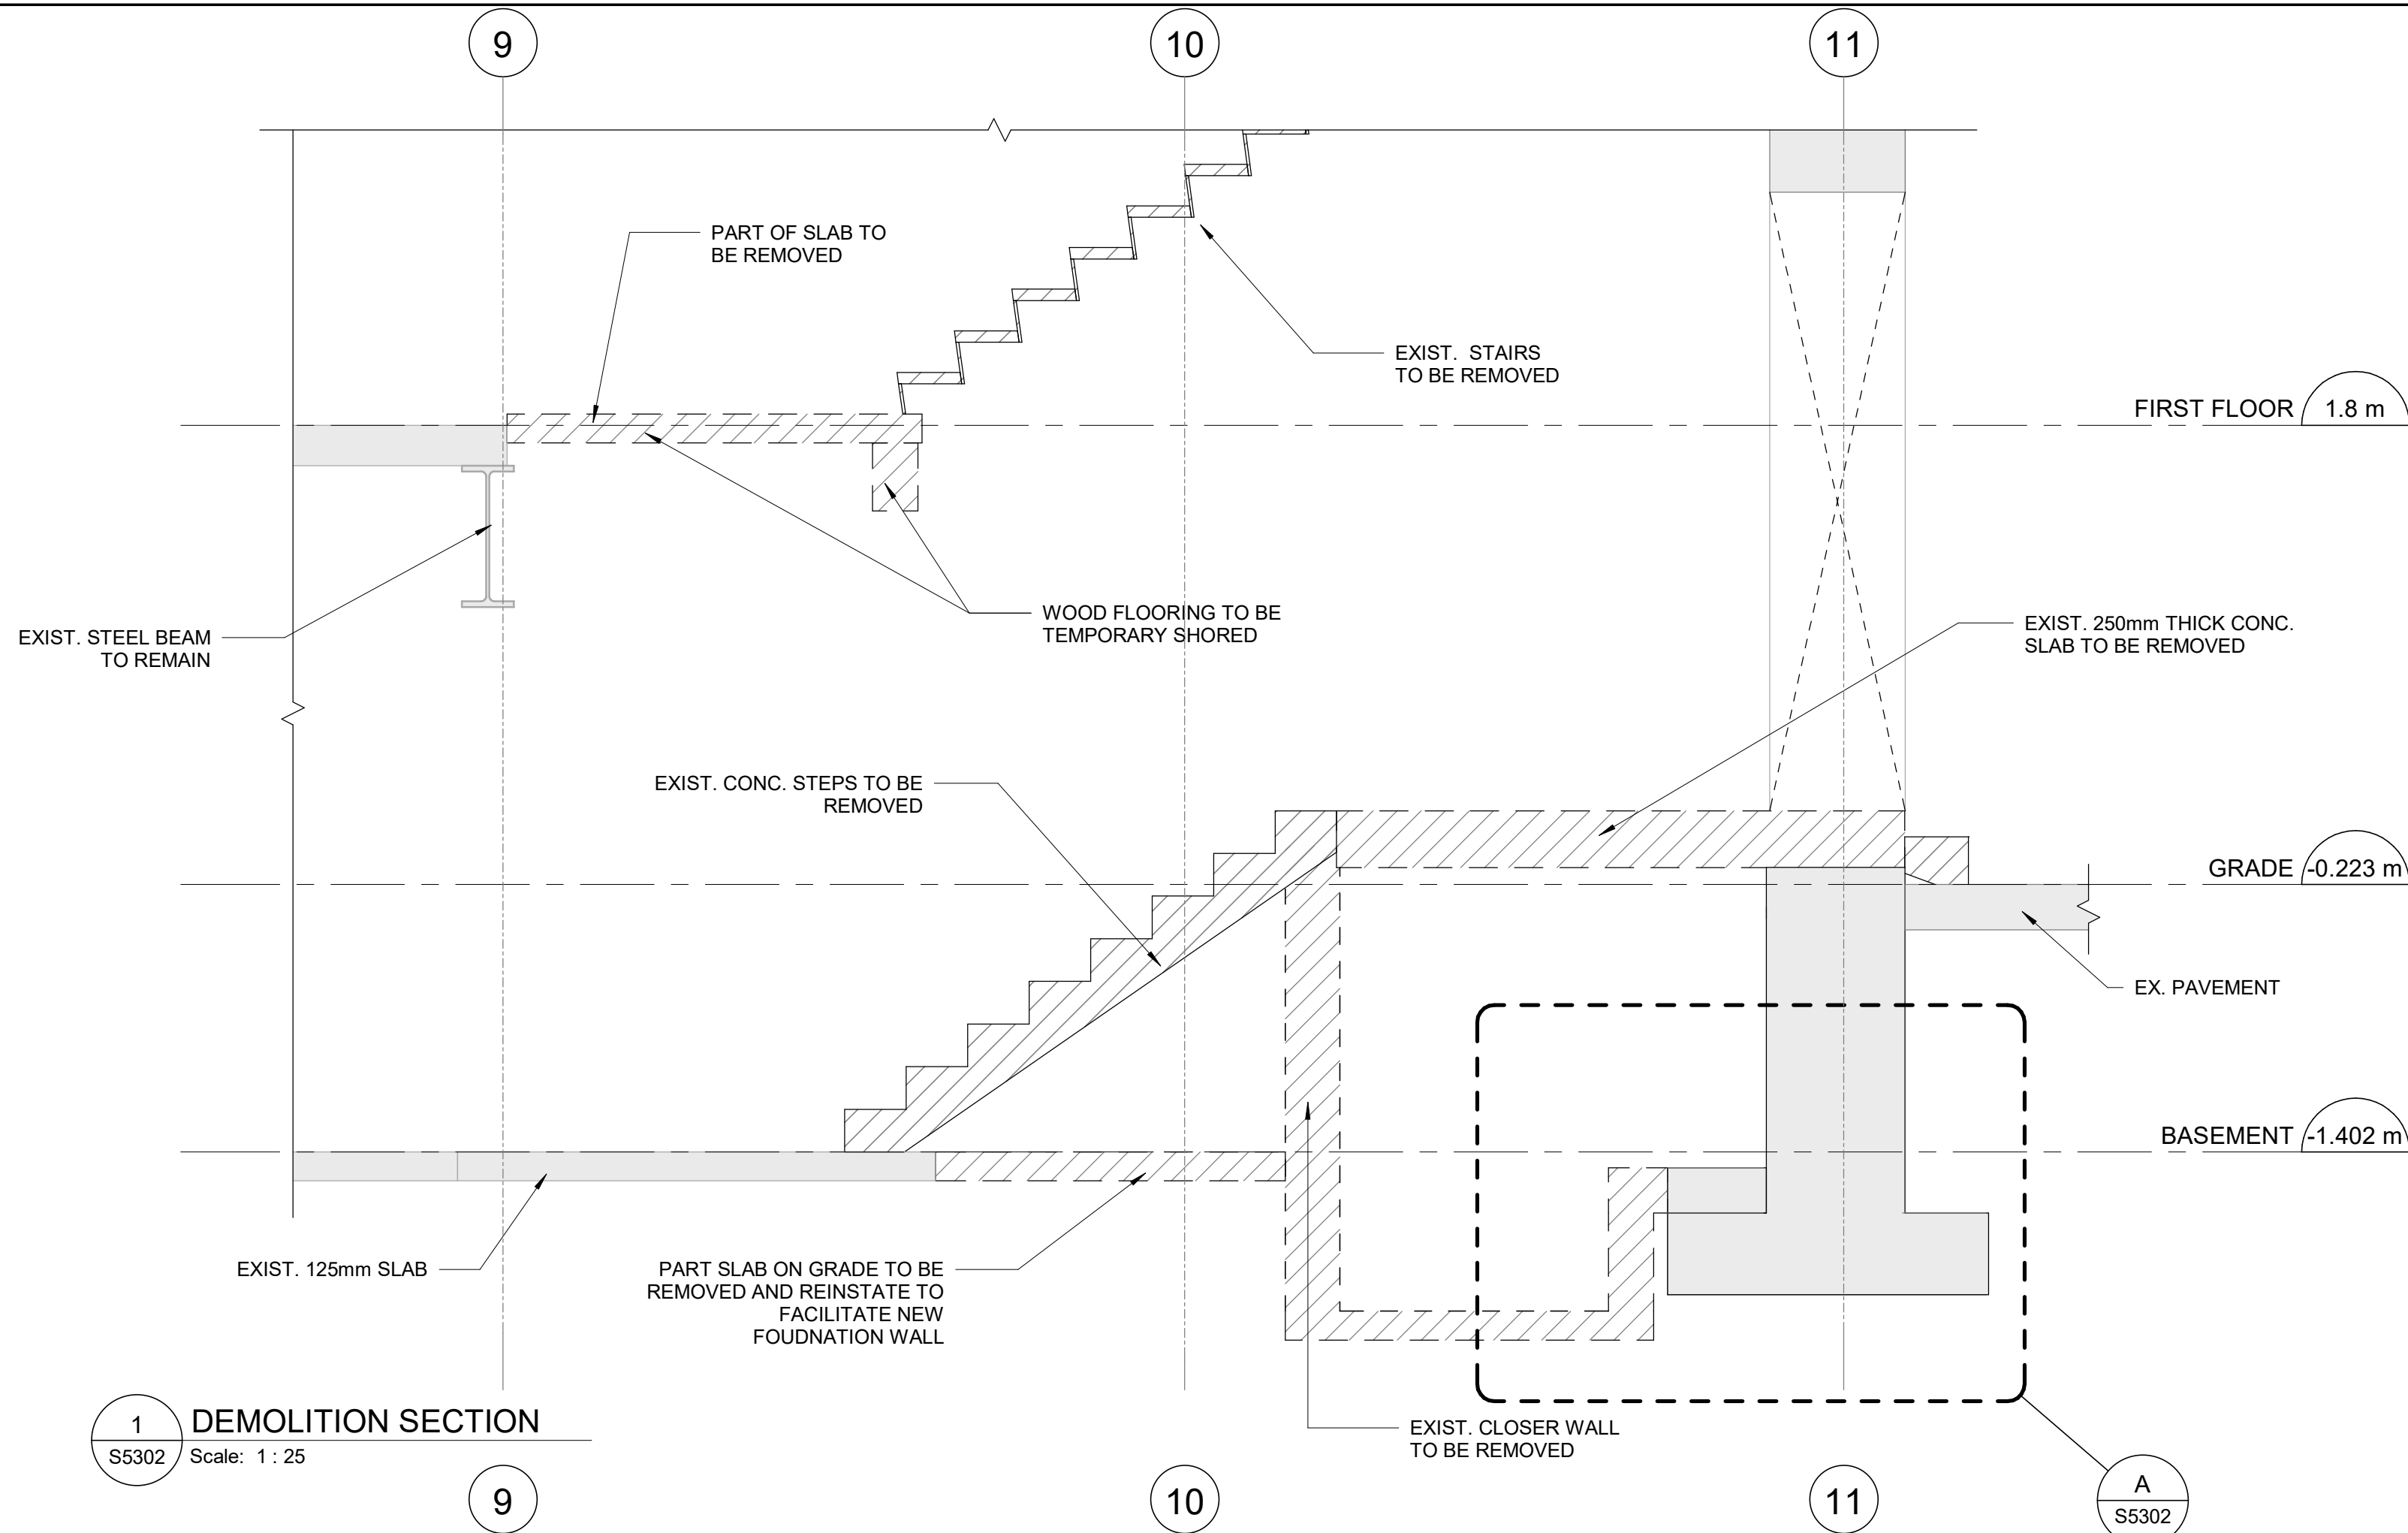 9
10
11
PART OF SLAB TO
BE REMOVED
EXIST. STAIRS
TO BE REMOVED
FIRST FLOOR
1.8 m
EXIST. STEEL BEAM
TO REMAIN
WOOD FLOORING TO BE
TEMPORARY SHORED
EXIST. 250mm THICK CONC.
SLAB TO BE REMOVED
EXIST. CONC. STEPS TO BE
REMOVED
GRADE
-0.223 m
EX. PAVEMENT
BASEMENT
-1.402 m
EXIST. 125mm SLAB
PART SLAB ON GRADE TO BE
REMOVED AND REINSTATE TO
FACILITATE NEW
FOUDNATION WALL
EXIST. CLOSER WALL
TO BE REMOVED
1
S5302
DEMOLITION SECTION
Scale: 1 : 25
9
10
11
A
S5302